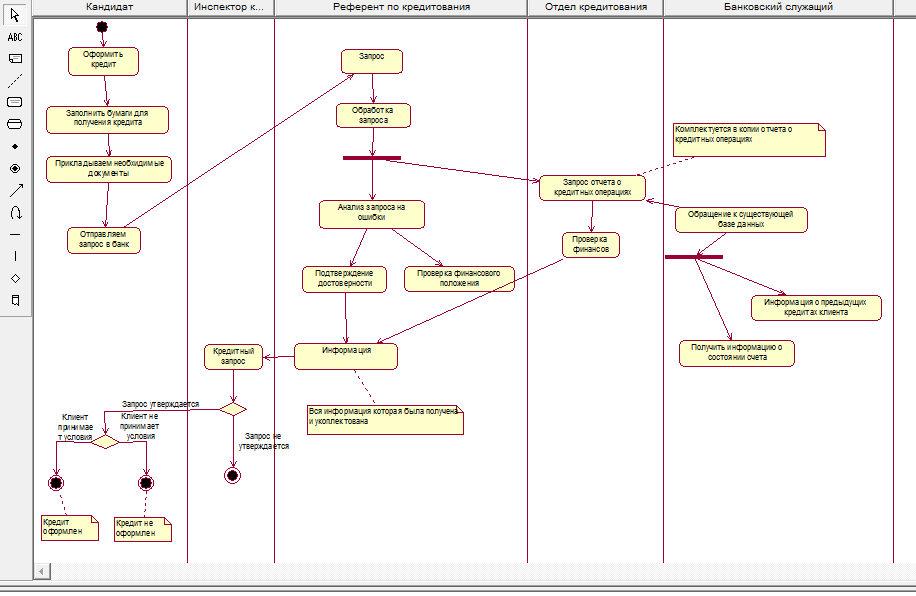 Кандидат
Инспектор к...
Референт по кредитования
Отдел кредитования
Банковский служащий
ABC
Оформить
кредит
Заполнить бумаги для
получения кредита
Прикладываем необхидимые
документы
Отправляем
запрос в банк
Запрос
Обработка
запроса
Анализ запроса на
ошибки
Подтверждение
достоверности
Проверка финансового
положения
Информация
Вся информация которая была получена
и укоплектована
Запрос отчета о
кредитных операциях
Проверка
финансов
Комплектуется в копии отчета о
кредитных операциях
Обращение к существующей
базе данных
Информация о предыдущих
кредитах клиента
Получить информацию о
состоянии счета
Кредитный
запрос
Запрос утверждается
Запрос не
утверждается
Клиент
принимае
т условия
Клиент не
принимает
условия
Кредит
оформлен
Кредит не
оформлен